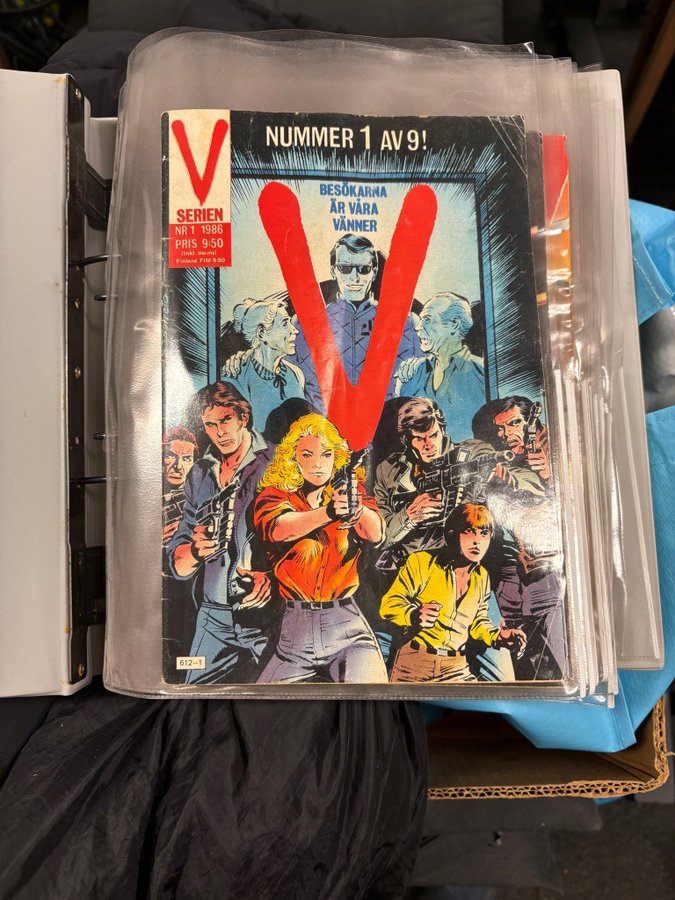 NUMMER 1 AV 9!
V
SERIEN
NR 1 1986
PRIS 9:50
(inkl. moms)
Finland FIM 9:50
BESÖKARNA
ÄR VÅRA
VÄNNER
V
612--1